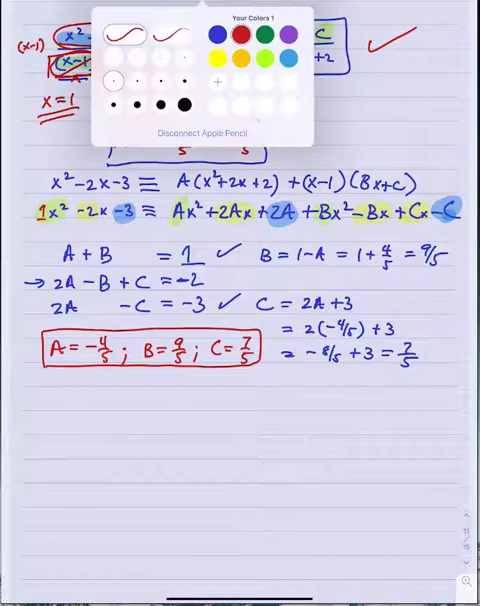 Your Colors 1
(x-1) x²
(x-1)
C
+2
x = 1
Disconnect Apple Pencil
5 5
x² - 2x - 3 ≡ A(x² + 2x + 2) + (x-1)(Bx + C)
1x² - 2x - 3 ≡ Ax² + 2Ax + 2A + Bx² - Bx + Cx - C
A + B = 1 ✓ B = 1 - A = 1 + 4/5 = 9/5
→ 2A - B + C = -2
2A - C = -3 ✓ C = 2A + 3
= 2(-4/5) + 3
A = -4/5 ; B = 9/5 ; C = 7/5
= -8/5 + 3 = 7/5
11
/
15